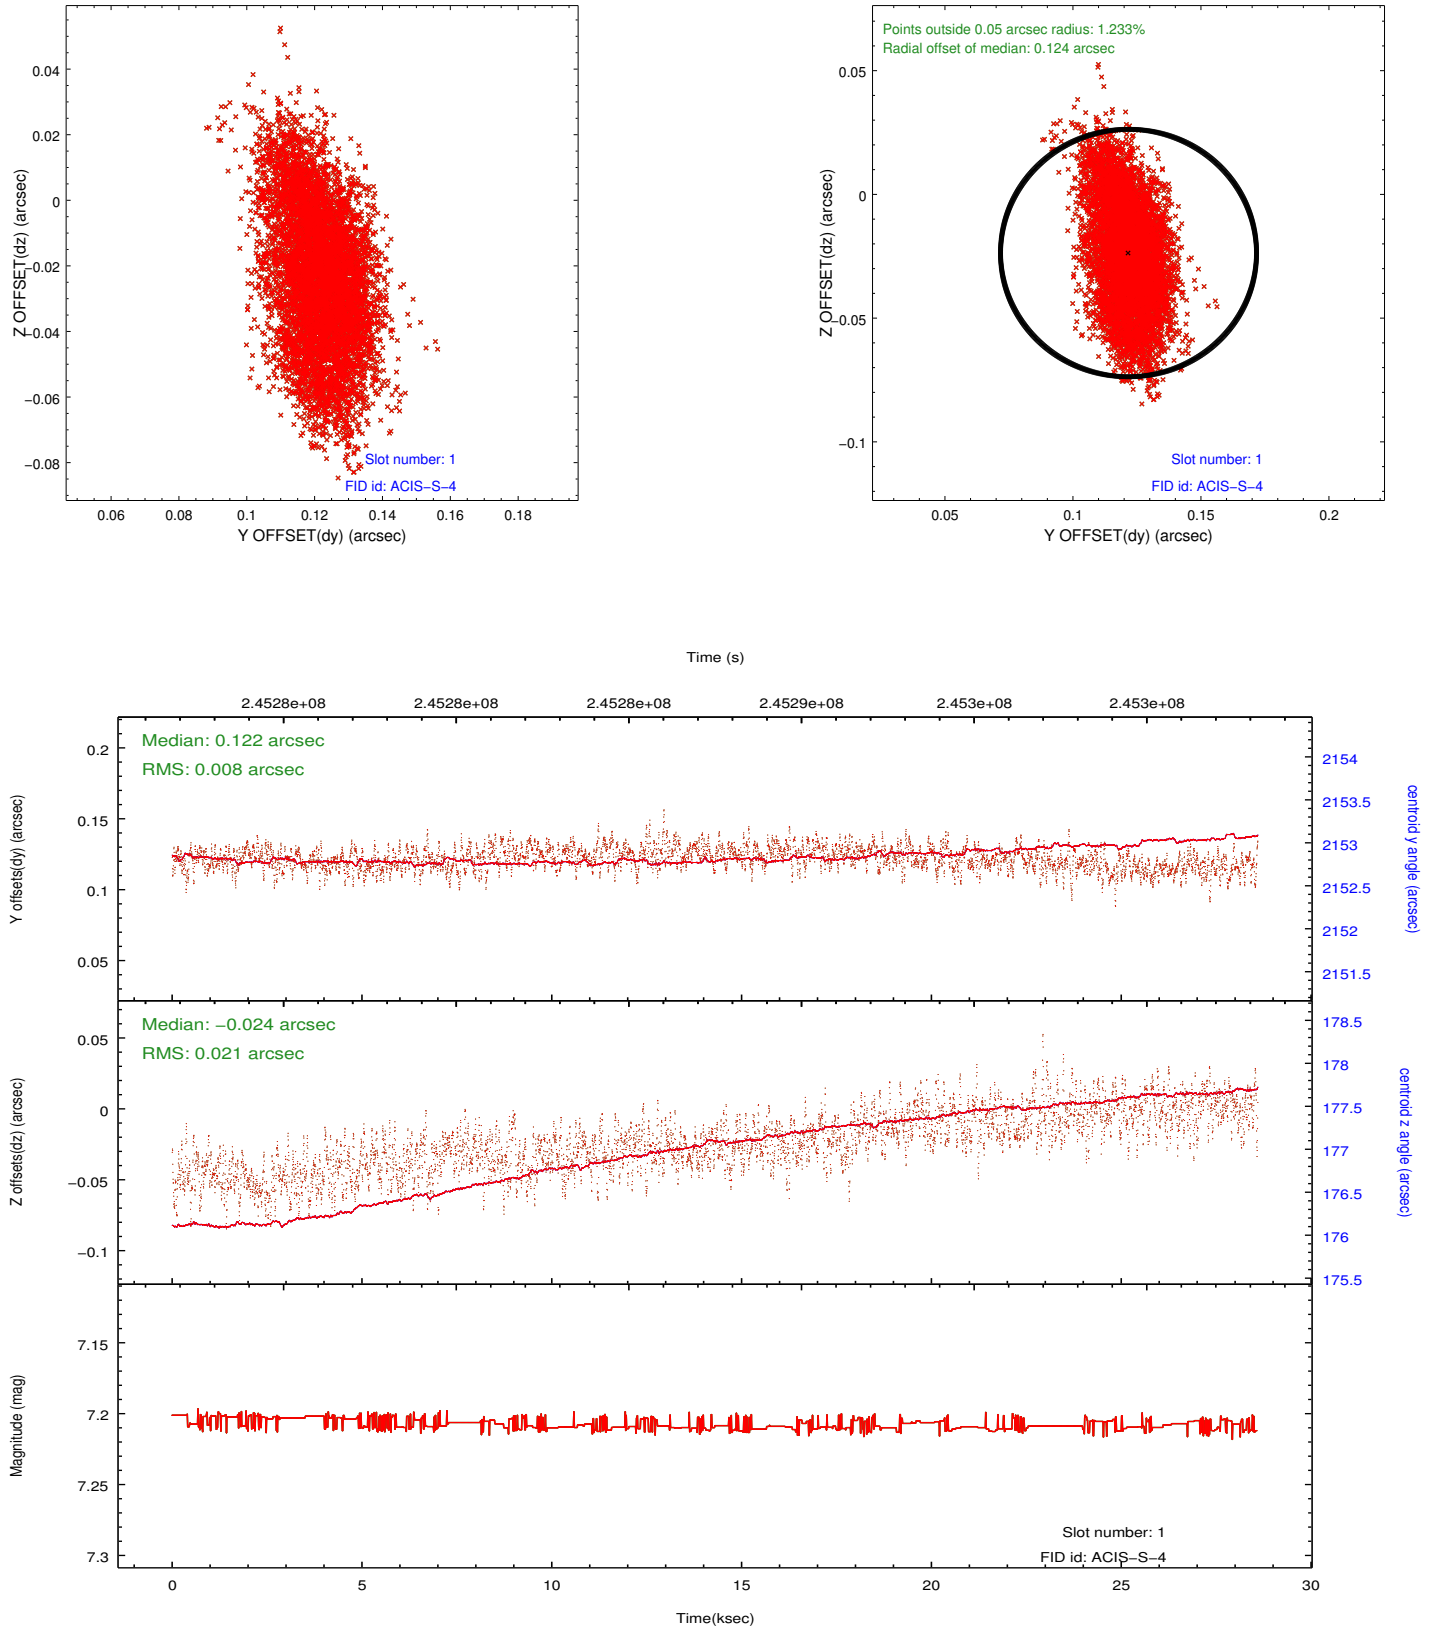 0.04
0.02
0
−0.02
−0.04
−0.06
−0.08
Z OFFSET(dz) (arcsec)
Slot number: 1
FID id: ACIS−S−4
0.06
0.08
0.1
0.12
0.14
0.16
0.18
Y OFFSET(dy) (arcsec)
Points outside 0.05 arcsec radius: 1.233%
Radial offset of median: 0.124 arcsec
0.05
0
−0.05
−0.1
Z OFFSET(dz) (arcsec)
Slot number: 1
FID id: ACIS−S−4
0.05
0.1
0.15
0.2
Y OFFSET(dy) (arcsec)
Time (s)
2.4528e+08
2.4528e+08
2.4528e+08
2.4529e+08
2.453e+08
2.453e+08
Median: 0.122 arcsec
RMS: 0.008 arcsec
0.2
0.15
0.1
0.05
Y offsets(dy) (arcsec)
2154
2153.5
2153
2152.5
2152
2151.5
centroid y angle (arcsec)
Median: −0.024 arcsec
RMS: 0.021 arcsec
0.05
0
−0.05
−0.1
Z offsets(dz) (arcsec)
178.5
178
177.5
177
176.5
176
175.5
centroid z angle (arcsec)
7.15
7.2
7.25
7.3
Magnitude (mag)
Slot number: 1
FID id: ACIS−S−4
0
5
10
15
20
25
30
Time(ksec)